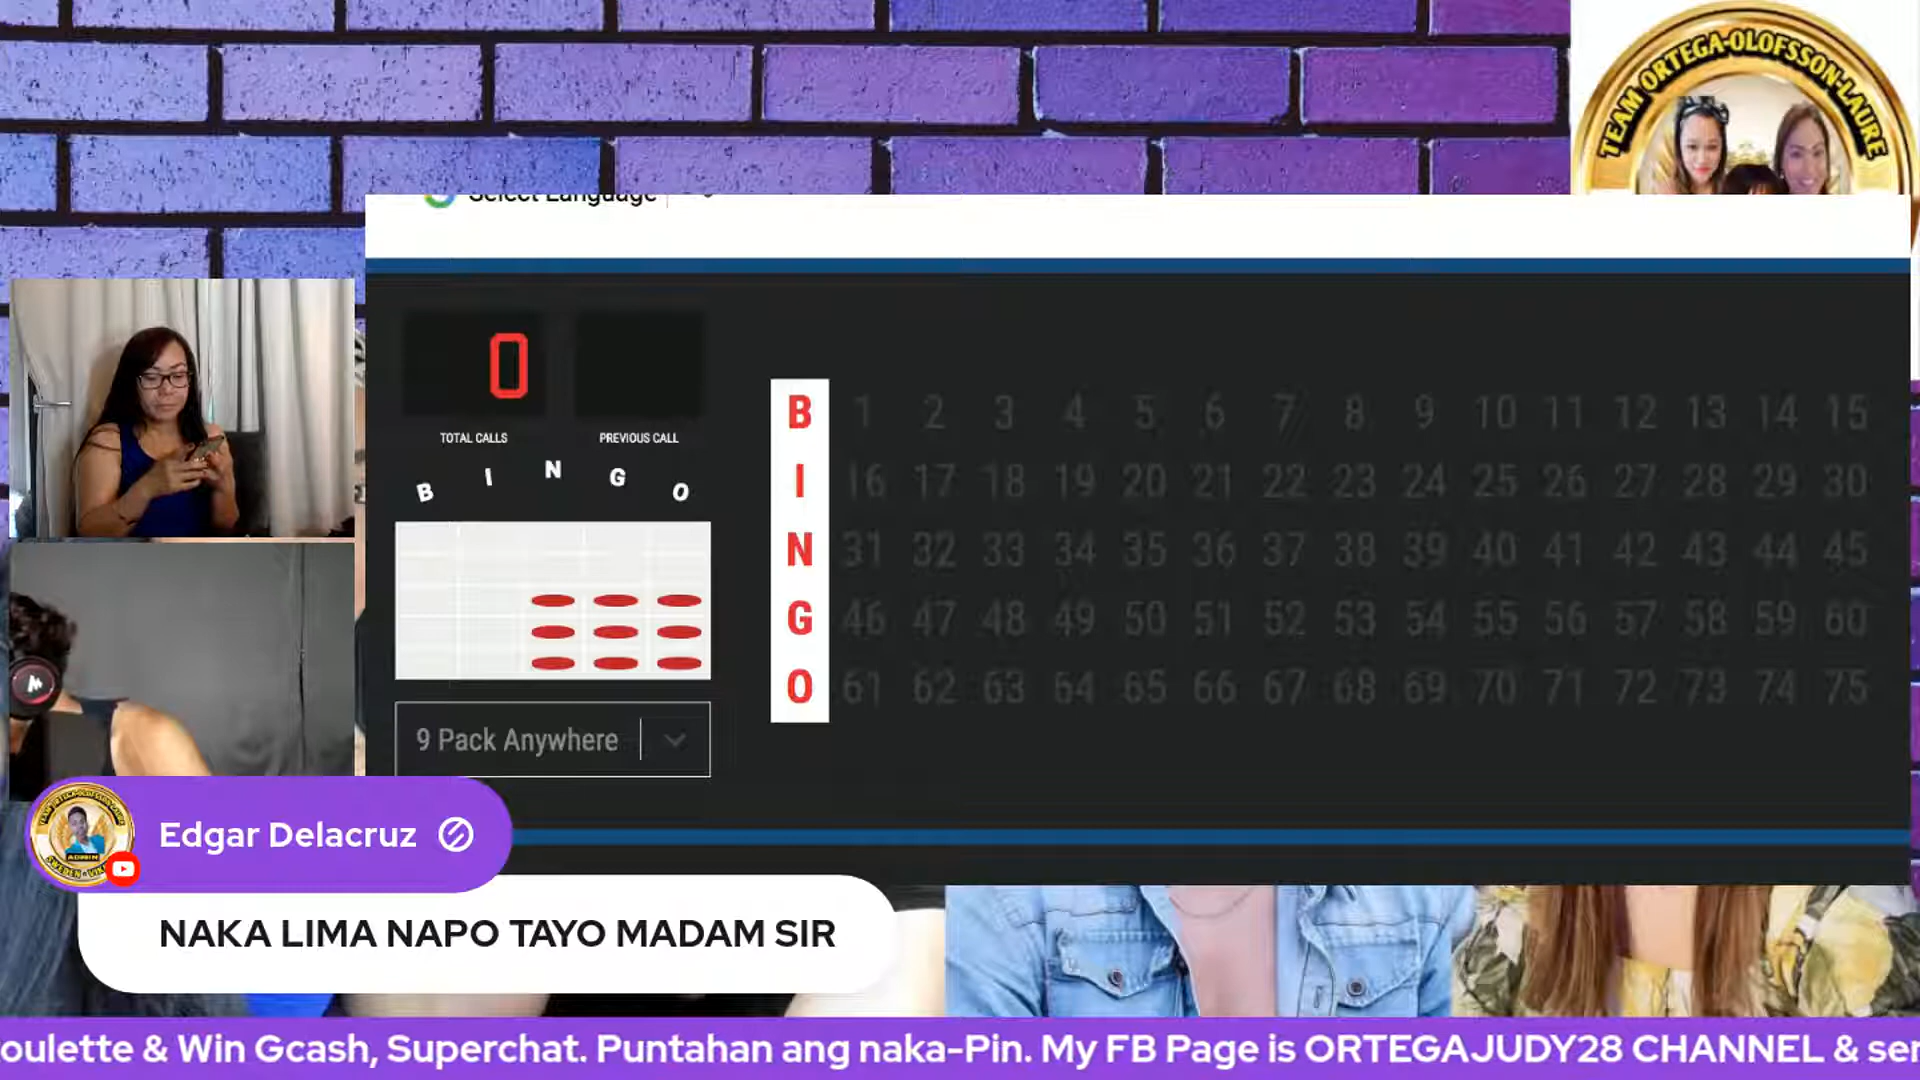 TEAM ORTEGA-OLOFSSON-LAURE
Select Language
0
TOTAL CALLS
PREVIOUS CALL
B I N G O
9 Pack Anywhere
B 1 2 3 4 5 6 7 8 9 10 11 12 13 14 15
I 16 17 18 19 20 21 22 23 24 25 26 27 28 29 30
N 31 32 33 34 35 36 37 38 39 40 41 42 43 44 45
G 46 47 48 49 50 51 52 53 54 55 56 57 58 59 60
O 61 62 63 64 65 66 67 68 69 70 71 72 73 74 75
Edgar Delacruz
ADMIN
NAKA LIMA NAPO TAYO MADAM SIR
oulette & Win Gcash, Superchat. Puntahan ang naka-Pin. My FB Page is ORTEGAJUDY28 CHANNEL & ser